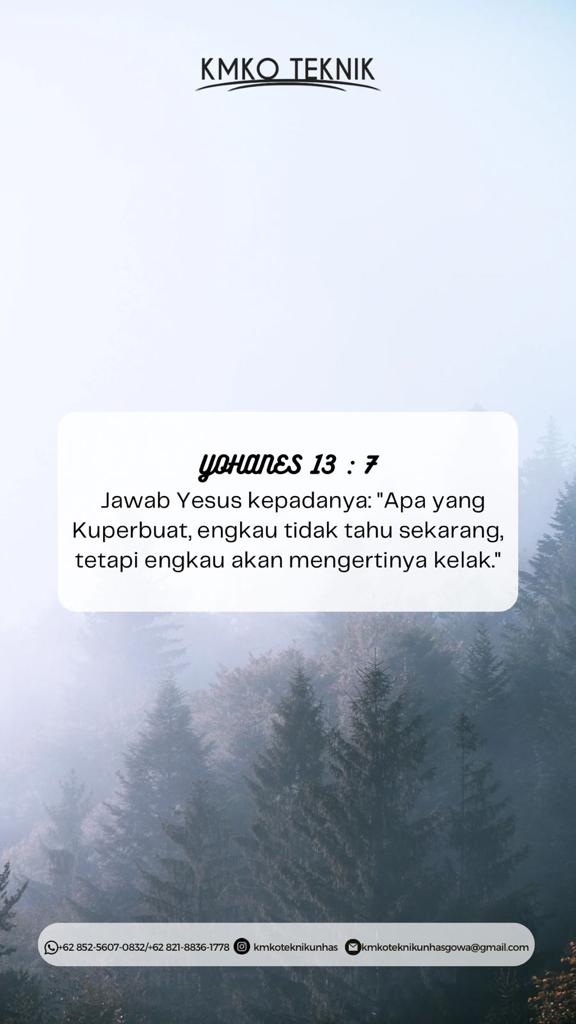 KMKO TEKNIK
YOHANES 13 : 7
Jawab Yesus kepadanya: "Apa yang
Kuperbuat, engkau tidak tahu sekarang,
tetapi engkau akan mengertinya kelak."
+62 852-5607-0832/+62 821-8836-1778 kmkoteknikunhas kmkoteknikunhasgowa@gmail.com